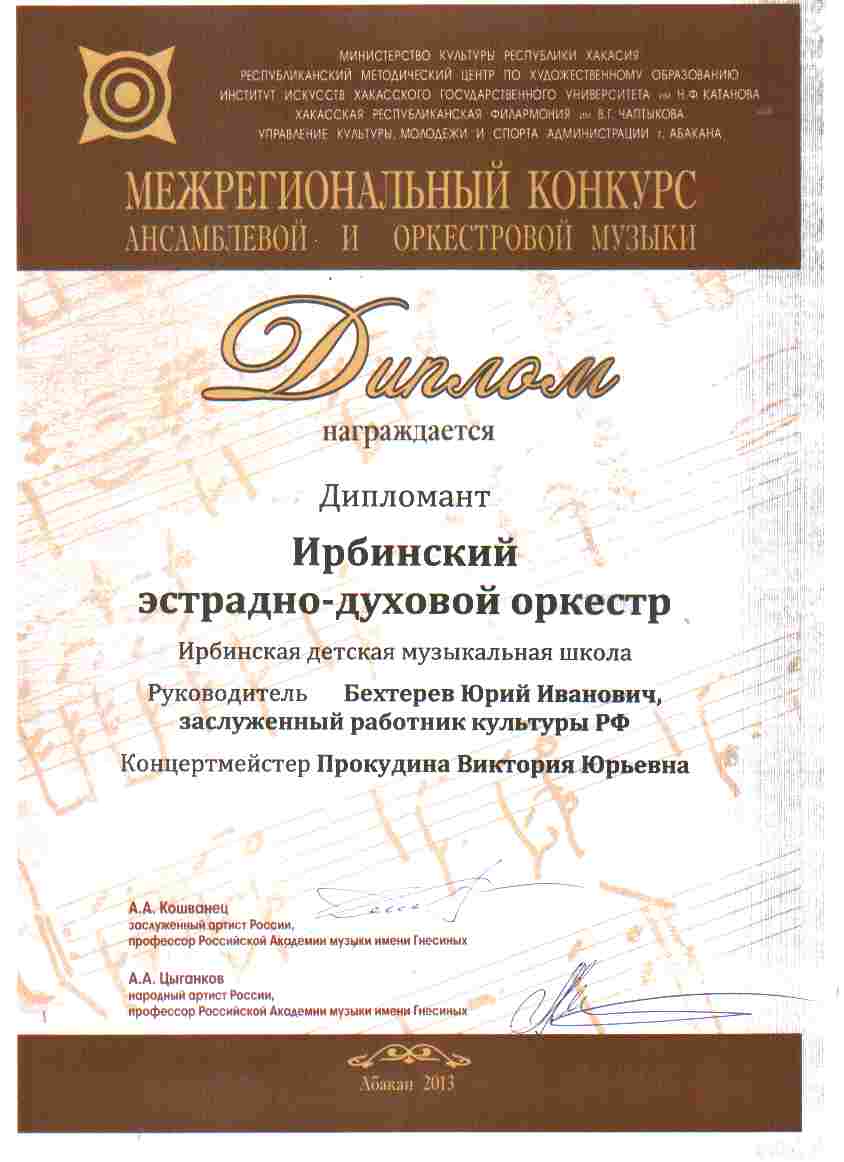 МИНИСТЕРСТВО КУЛЬТУРЫ РЕСПУБЛИКИ ХАКАСИЯ
РЕСПУБЛИКАНСКИЙ МЕТОДИЧЕСКИЙ ЦЕНТР ПО ХУДОЖЕСТВЕННОМУ ОБРАЗОВАНИЮ
ИНСТИТУТ ИСКУССТВ ХАКАССКОГО ГОСУДАРСТВЕННОГО УНИВЕРСИТЕТА им Н.Ф. КАТАНОВА
ХАКАССКАЯ РЕСПУБЛИКАНСКАЯ ФИЛАРМОНИЯ им В.Г. ЧАПТЫКОВА
УПРАВЛЕНИЕ КУЛЬТУРЫ, МОЛОДЕЖИ И СПОРТА АДМИНИСТРАЦИИ г. АБАКАНА
МЕЖРЕГИОНАЛЬНЫЙ КОНКУРС
АНСАМБЛЕВОЙ И ОРКЕСТРОВОЙ МУЗЫКИ
Диплом
награждается
Дипломант
Ирбинский
эстрадно-духовой оркестр
Ирбинская детская музыкальная школа
Руководитель Бехтерев Юрий Иванович,
заслуженный работник культуры РФ
Концертмейстер Прокудина Виктория Юрьевна
А.А. Кошванец
заслуженный артист России,
профессор Российской Академии музыки имени Гнесиных
А.А. Цыганков
народный артист России,
профессор Российской Академии музыки имени Гнесиных
Абакан 2013